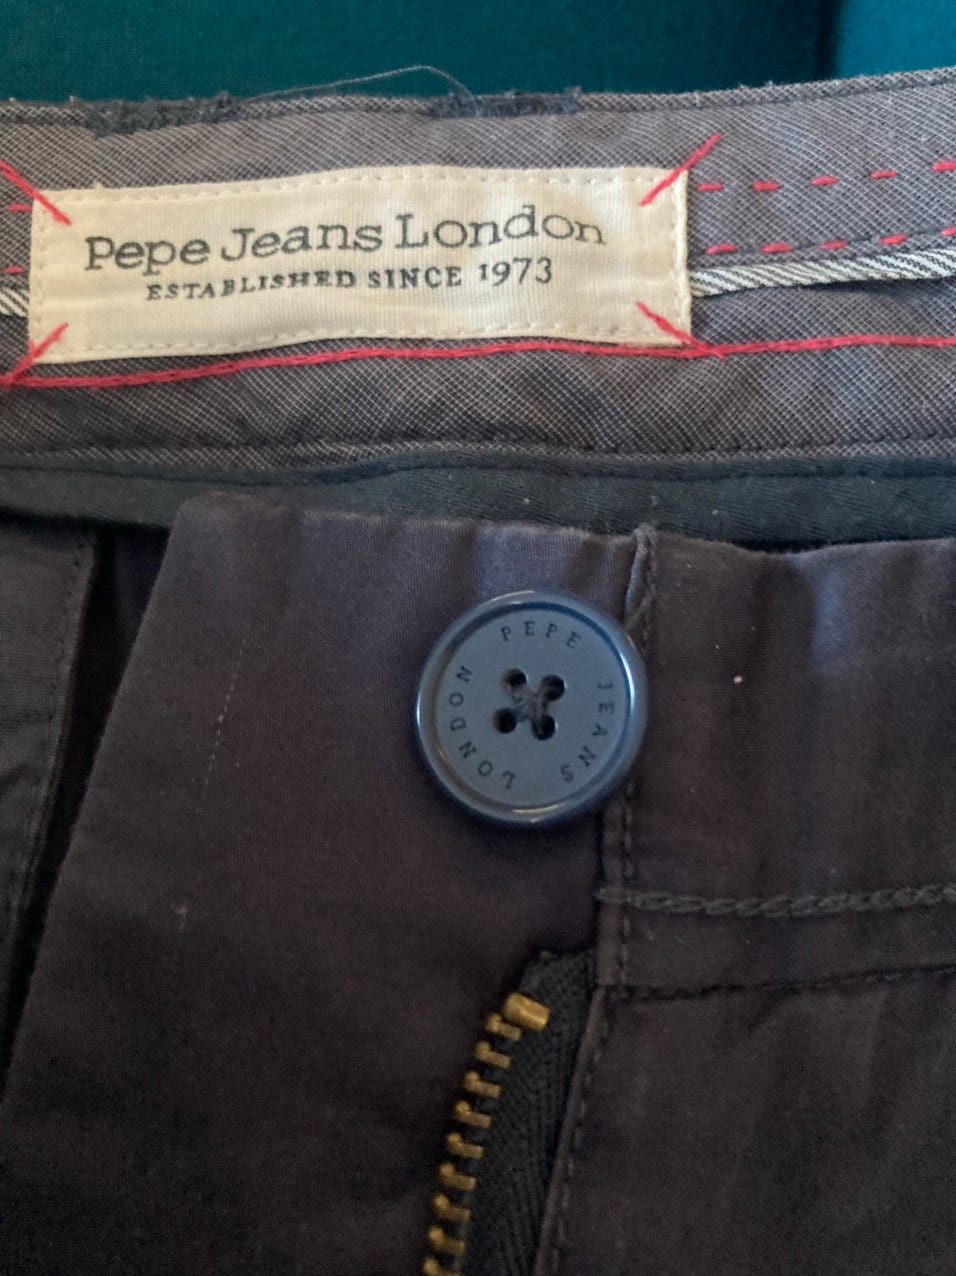 Pepe Jeans London
ESTABLISHED SINCE 1973
PEPE JEANS LONDON